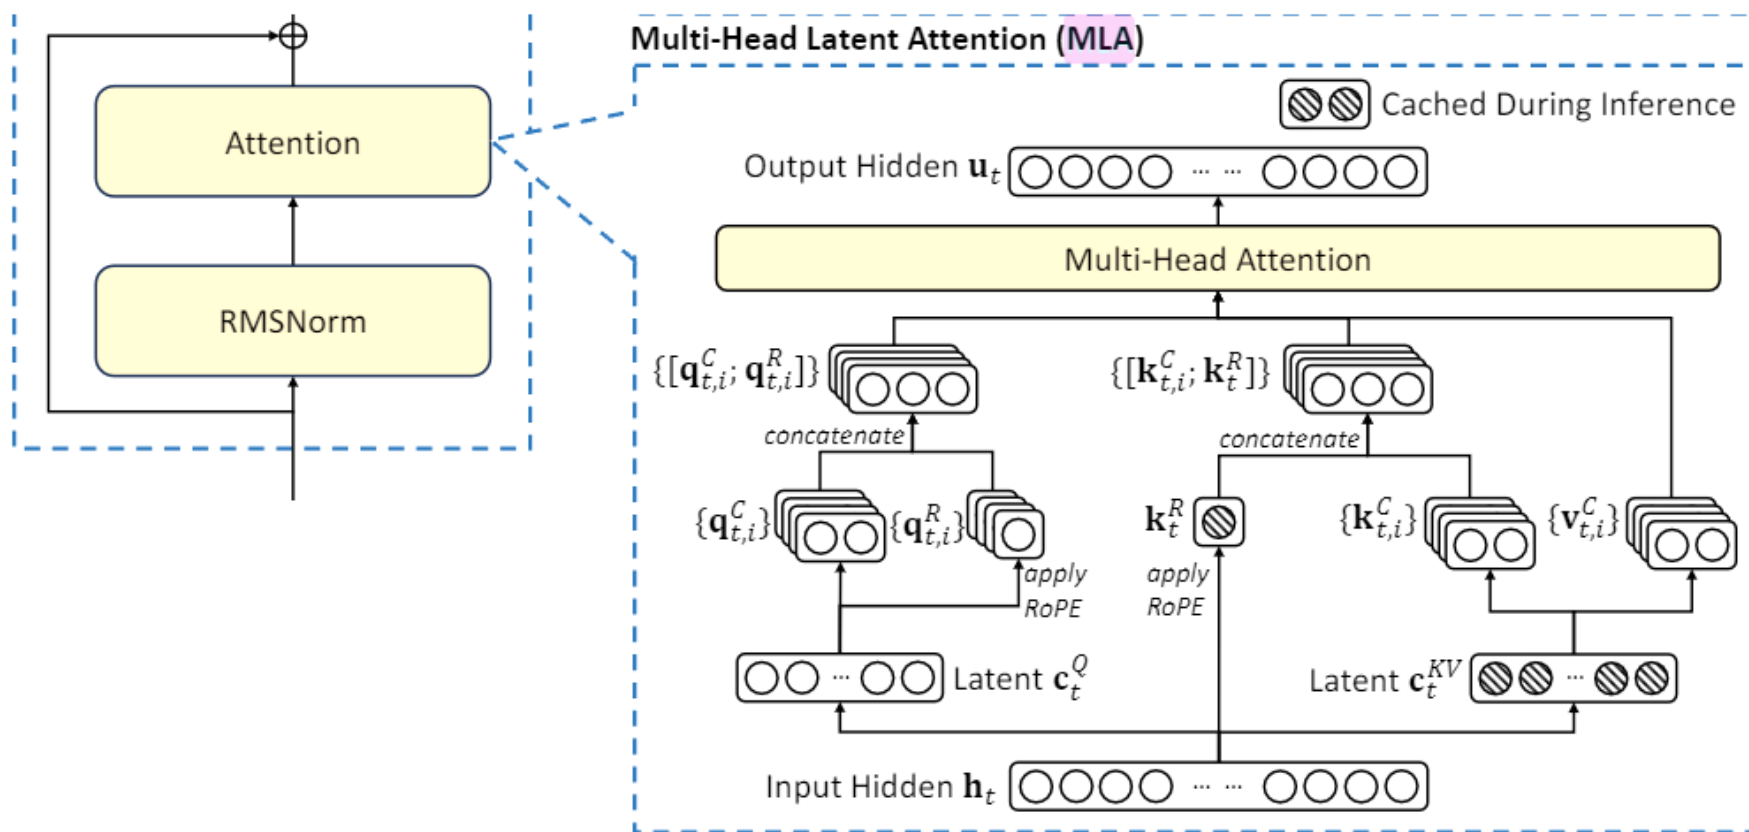 Multi-Head Latent Attention (MLA)
Cached During Inference
Attention
Output Hidden u_t
Multi-Head Attention
RMSNorm
{[q^C_{t,i}; q^R_{t,i}]}
{[k^C_{t,i}; k^R_t]}
concatenate
concatenate
{q^C_{t,i}}
{q^R_{t,i}}
k^R_t
{k^C_{t,i}}
{v^C_{t,i}}
apply
RoPE
apply
RoPE
... Latent c^Q_t
Latent c^{KV}_t ...
Input Hidden h_t